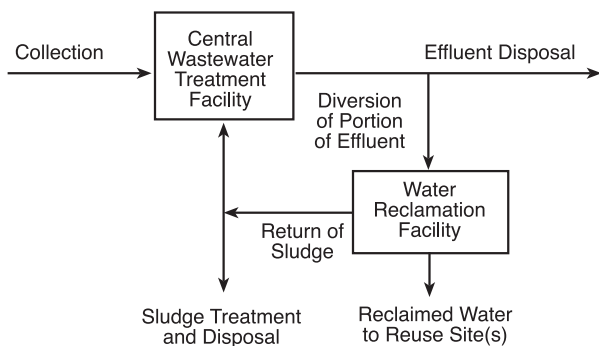 Collection
Central
Wastewater
Treatment
Facility
Effluent Disposal
Diversion
of Portion
of Effluent
Water
Reclamation
Facility
Return of
Sludge
Sludge Treatment
and Disposal
Reclaimed Water
to Reuse Site(s)